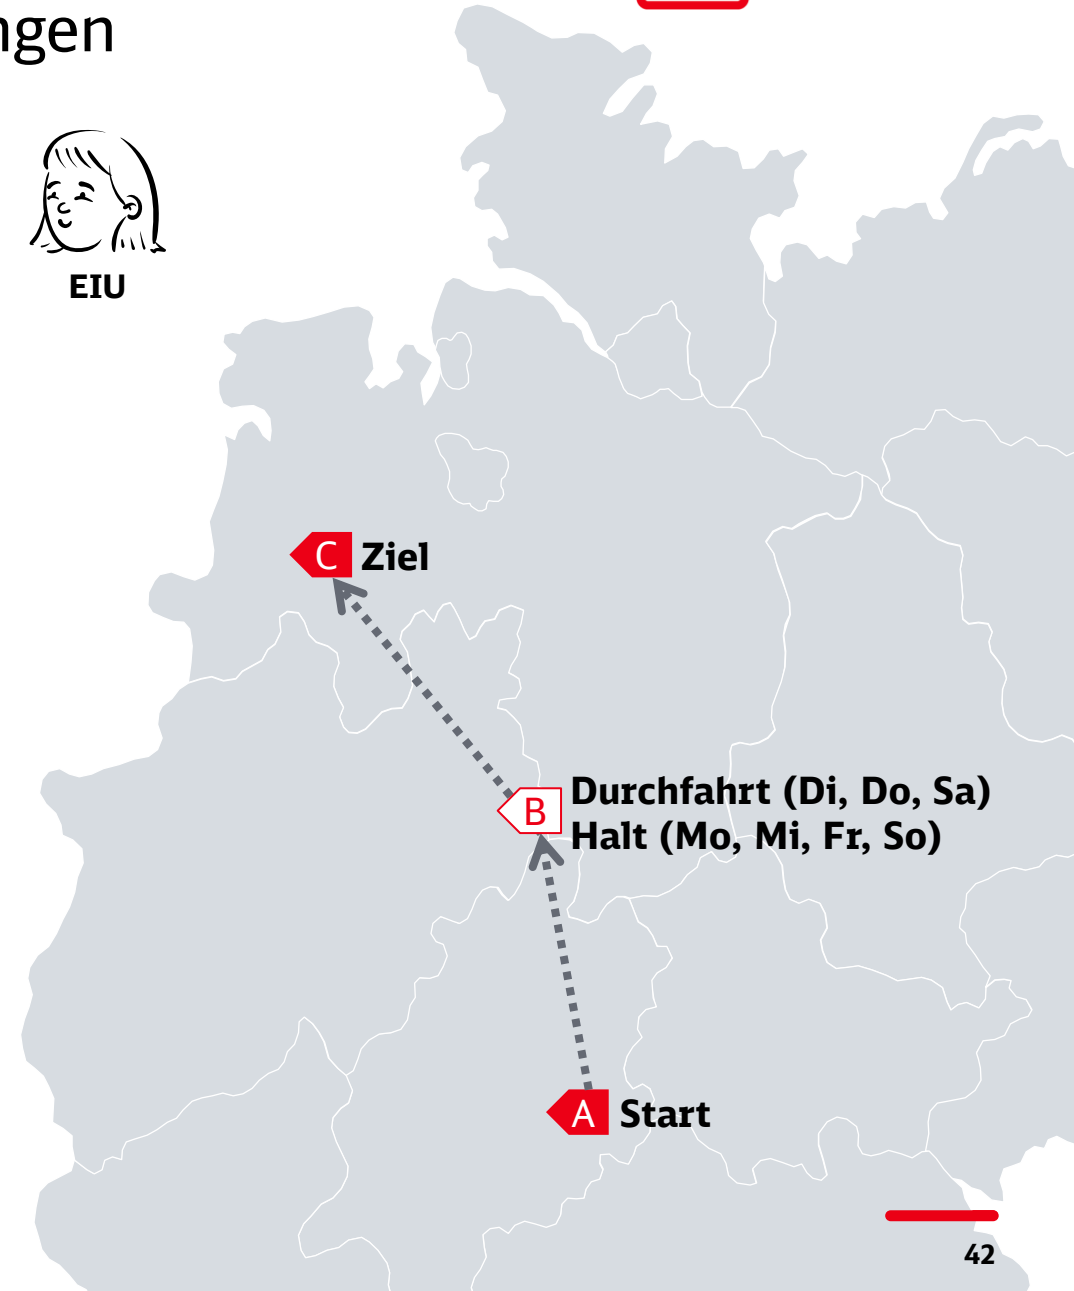 ngen
EIU
C Ziel
B Durchfahrt (Di, Do, Sa)
Halt (Mo, Mi, Fr, So)
A Start
42